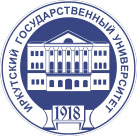 ИРКУТСКИЙ ГОСУДАРСТВЕННЫЙ УНИВЕРСИТЕТ
1918